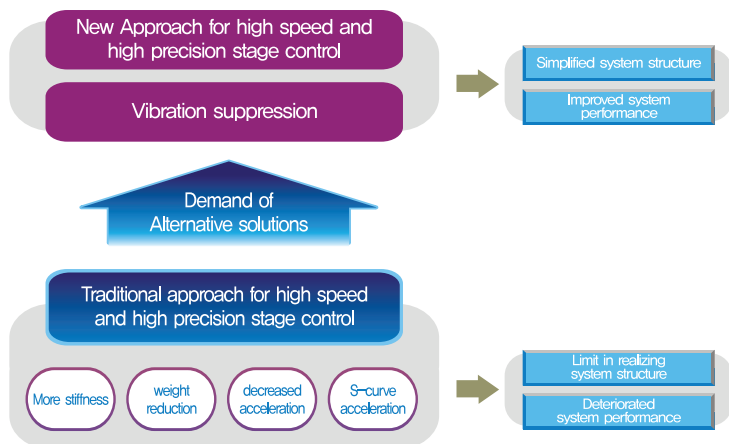 New Approach for high speed and
high precision stage control
Vibration suppression
Simplified system structure
Improved system
performance
Demand of
Alternative solutions
Traditional approach for high speed
and high precision stage control
More stiffness
weight
reduction
decreased
acceleration
S-curve
acceleration
Limit in realizing
system structure
Deteriorated
system performance